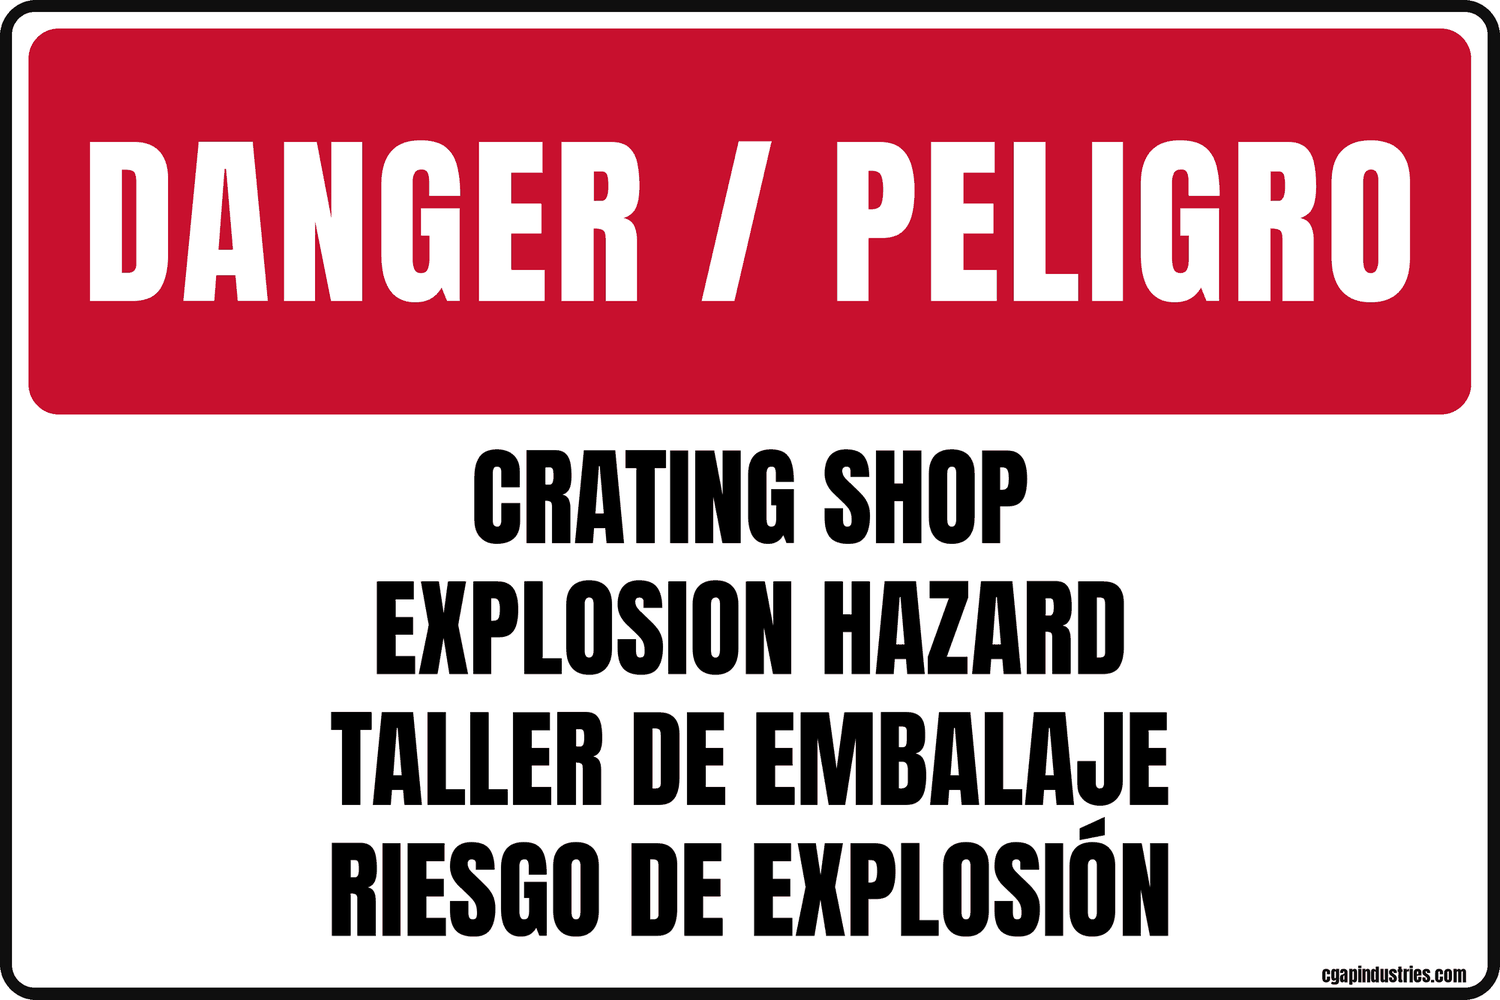 DANGER / PELIGRO
CRATING SHOP
EXPLOSION HAZARD
TALLER DE EMBALAJE
RIESGO DE EXPLOSIÓN
cgapindustries.com